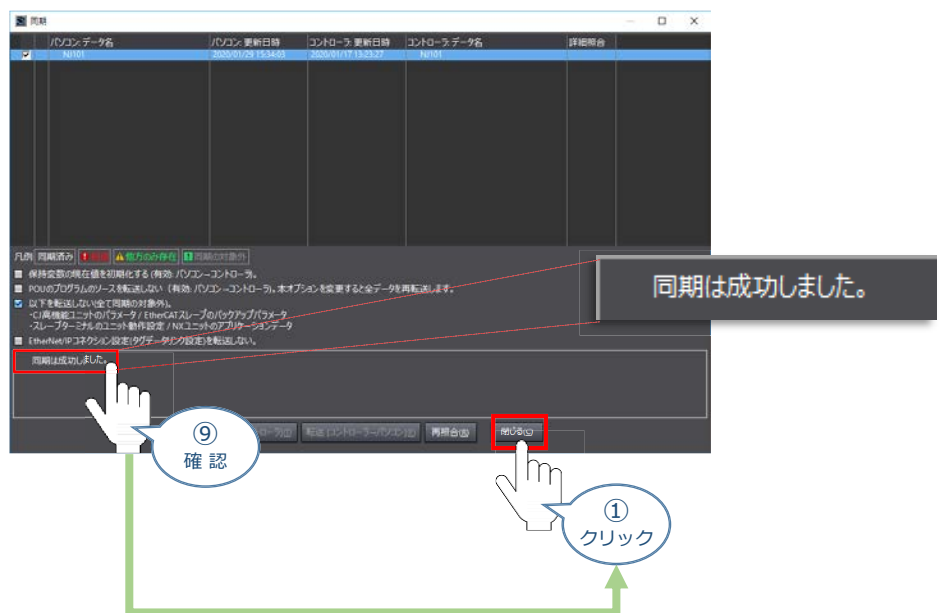 同期
パソコン: データ名 パソコン: 更新日時 コントローラ: 更新日時 コントローラ: データ名 詳細照合
NJ101 2020/01/29 15:34:03 2020/01/17 13:23:27 NJ101
凡例 同期済み 他方のみ存在 同期の対象外
保持変数の現在値を初期化する (有効: パソコン→コントローラ)。
POUのプログラムのソースを転送しない (有効: パソコン→コントローラ)。本オプションを変更すると全データを再転送します。
以下を転送しない(全て同期の対象外)。
・CJ高機能ユニットのパラメータ / EtherCATスレーブのバックアップパラメータ
・スレーブターミナルのユニット動作設定 / NXユニットのアプリケーションデータ
EtherNet/IPコネクション設定(タグデータリンク設定)を転送しない。
同期は成功しました。
同期は成功しました。
転送 (コントローラ→パソコン) 再照合(R) 閉じる(C)
⑨
確 認
①
クリック